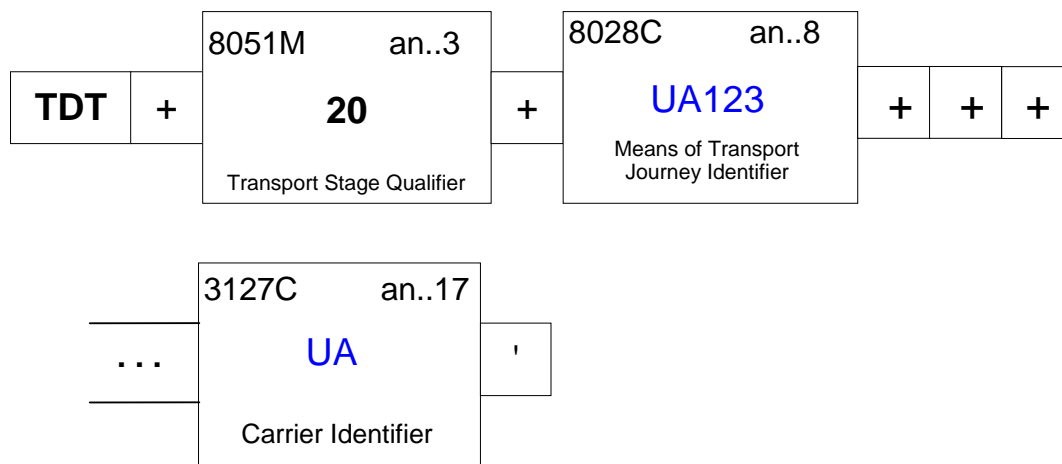 8051M an..3 8028C an..8
TDT + 20 + UA123 + + +
Transport Stage Qualifier
Means of Transport
Journey Identifier
3127C an..17
... UA '
Carrier Identifier